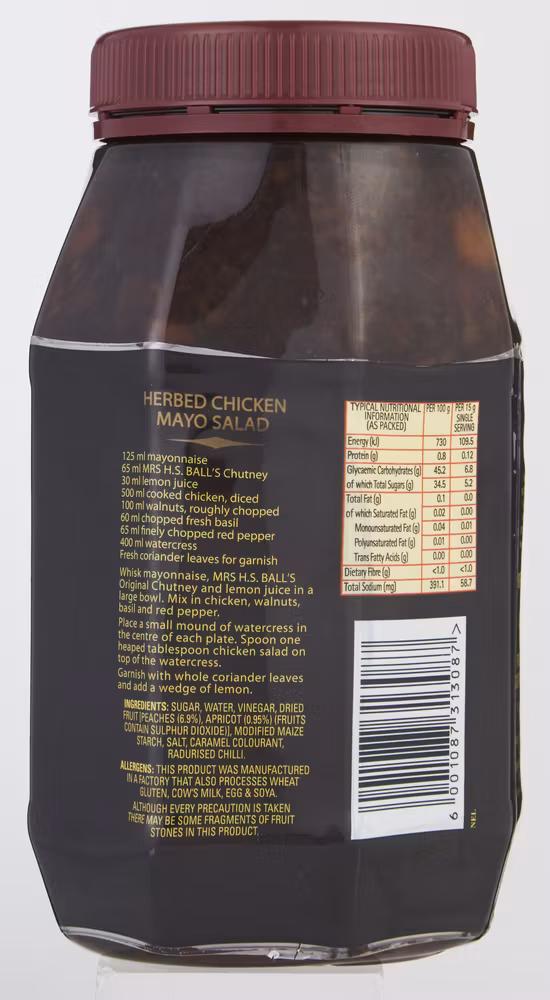 HERBED CHICKEN
MAYO SALAD
125 ml mayonnaise
65 ml MRS H.S. BALL'S Chutney
30 ml lemon juice
500 ml cooked chicken, diced
100 ml walnuts, roughly chopped
60 ml chopped fresh basil
65 ml finely chopped red pepper
400 ml watercress
Fresh coriander leaves for garnish
Whisk mayonnaise, MRS H.S. BALL'S
Original Chutney and lemon juice in a
large bowl. Mix in chicken, walnuts,
basil and red pepper.
Place a small mound of watercress in
the centre of each plate. Spoon one
heaped tablespoon chicken salad on
top of the watercress.
Garnish with whole coriander leaves
and add a wedge of lemon.
INGREDIENTS: SUGAR, WATER, VINEGAR, DRIED
FRUIT [PEACHES (6.9%), APRICOT (0.95%) (FRUITS
CONTAIN SULPHUR DIOXIDE)], MODIFIED MAIZE
STARCH, SALT, CARAMEL COLOURANT,
RADURISED CHILLI.
ALLERGENS: THIS PRODUCT WAS MANUFACTURED
IN A FACTORY THAT ALSO PROCESSES WHEAT
GLUTEN, COW'S MILK, EGG & SOYA.
ALTHOUGH EVERY PRECAUTION IS TAKEN
THERE MAY BE SOME FRAGMENTS OF FRUIT
STONES IN THIS PRODUCT.
TYPICAL NUTRITIONAL INFORMATION (AS PACKED) PER 100 g PER 15 g SINGLE SERVING
Energy (kJ) 730 109.5
Protein (g) 0.8 0.12
Glycaemic Carbohydrates (g) 45.2 6.8
of which Total Sugars (g) 34.5 5.2
Total Fat (g) 0.1 0.0
of which Saturated Fat (g) 0.02 0.00
Monounsaturated Fat (g) 0.04 0.01
Polyunsaturated Fat (g) 0.01 0.00
Trans Fatty Acids (g) 0.00 0.00
Dietary Fibre (g) <1.0 <1.0
Total Sodium (mg) 391.1 58.7
6 001087 313087 >
NEL